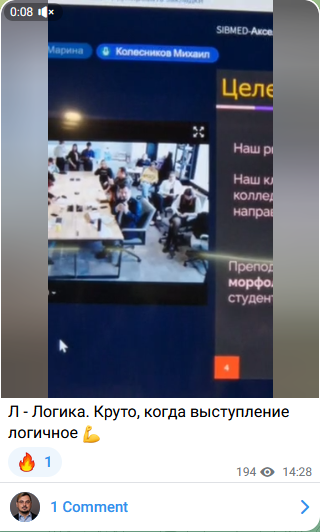 0:08
SIBMED-Аксе
Марина
Колесников Михаил
Целе
Наш р
Наш к
коллед
направ
Препод
морфол
студент
4
Л - Логика. Круто, когда выступление
логичное 💪
🔥 1
194 14:28
1 Comment